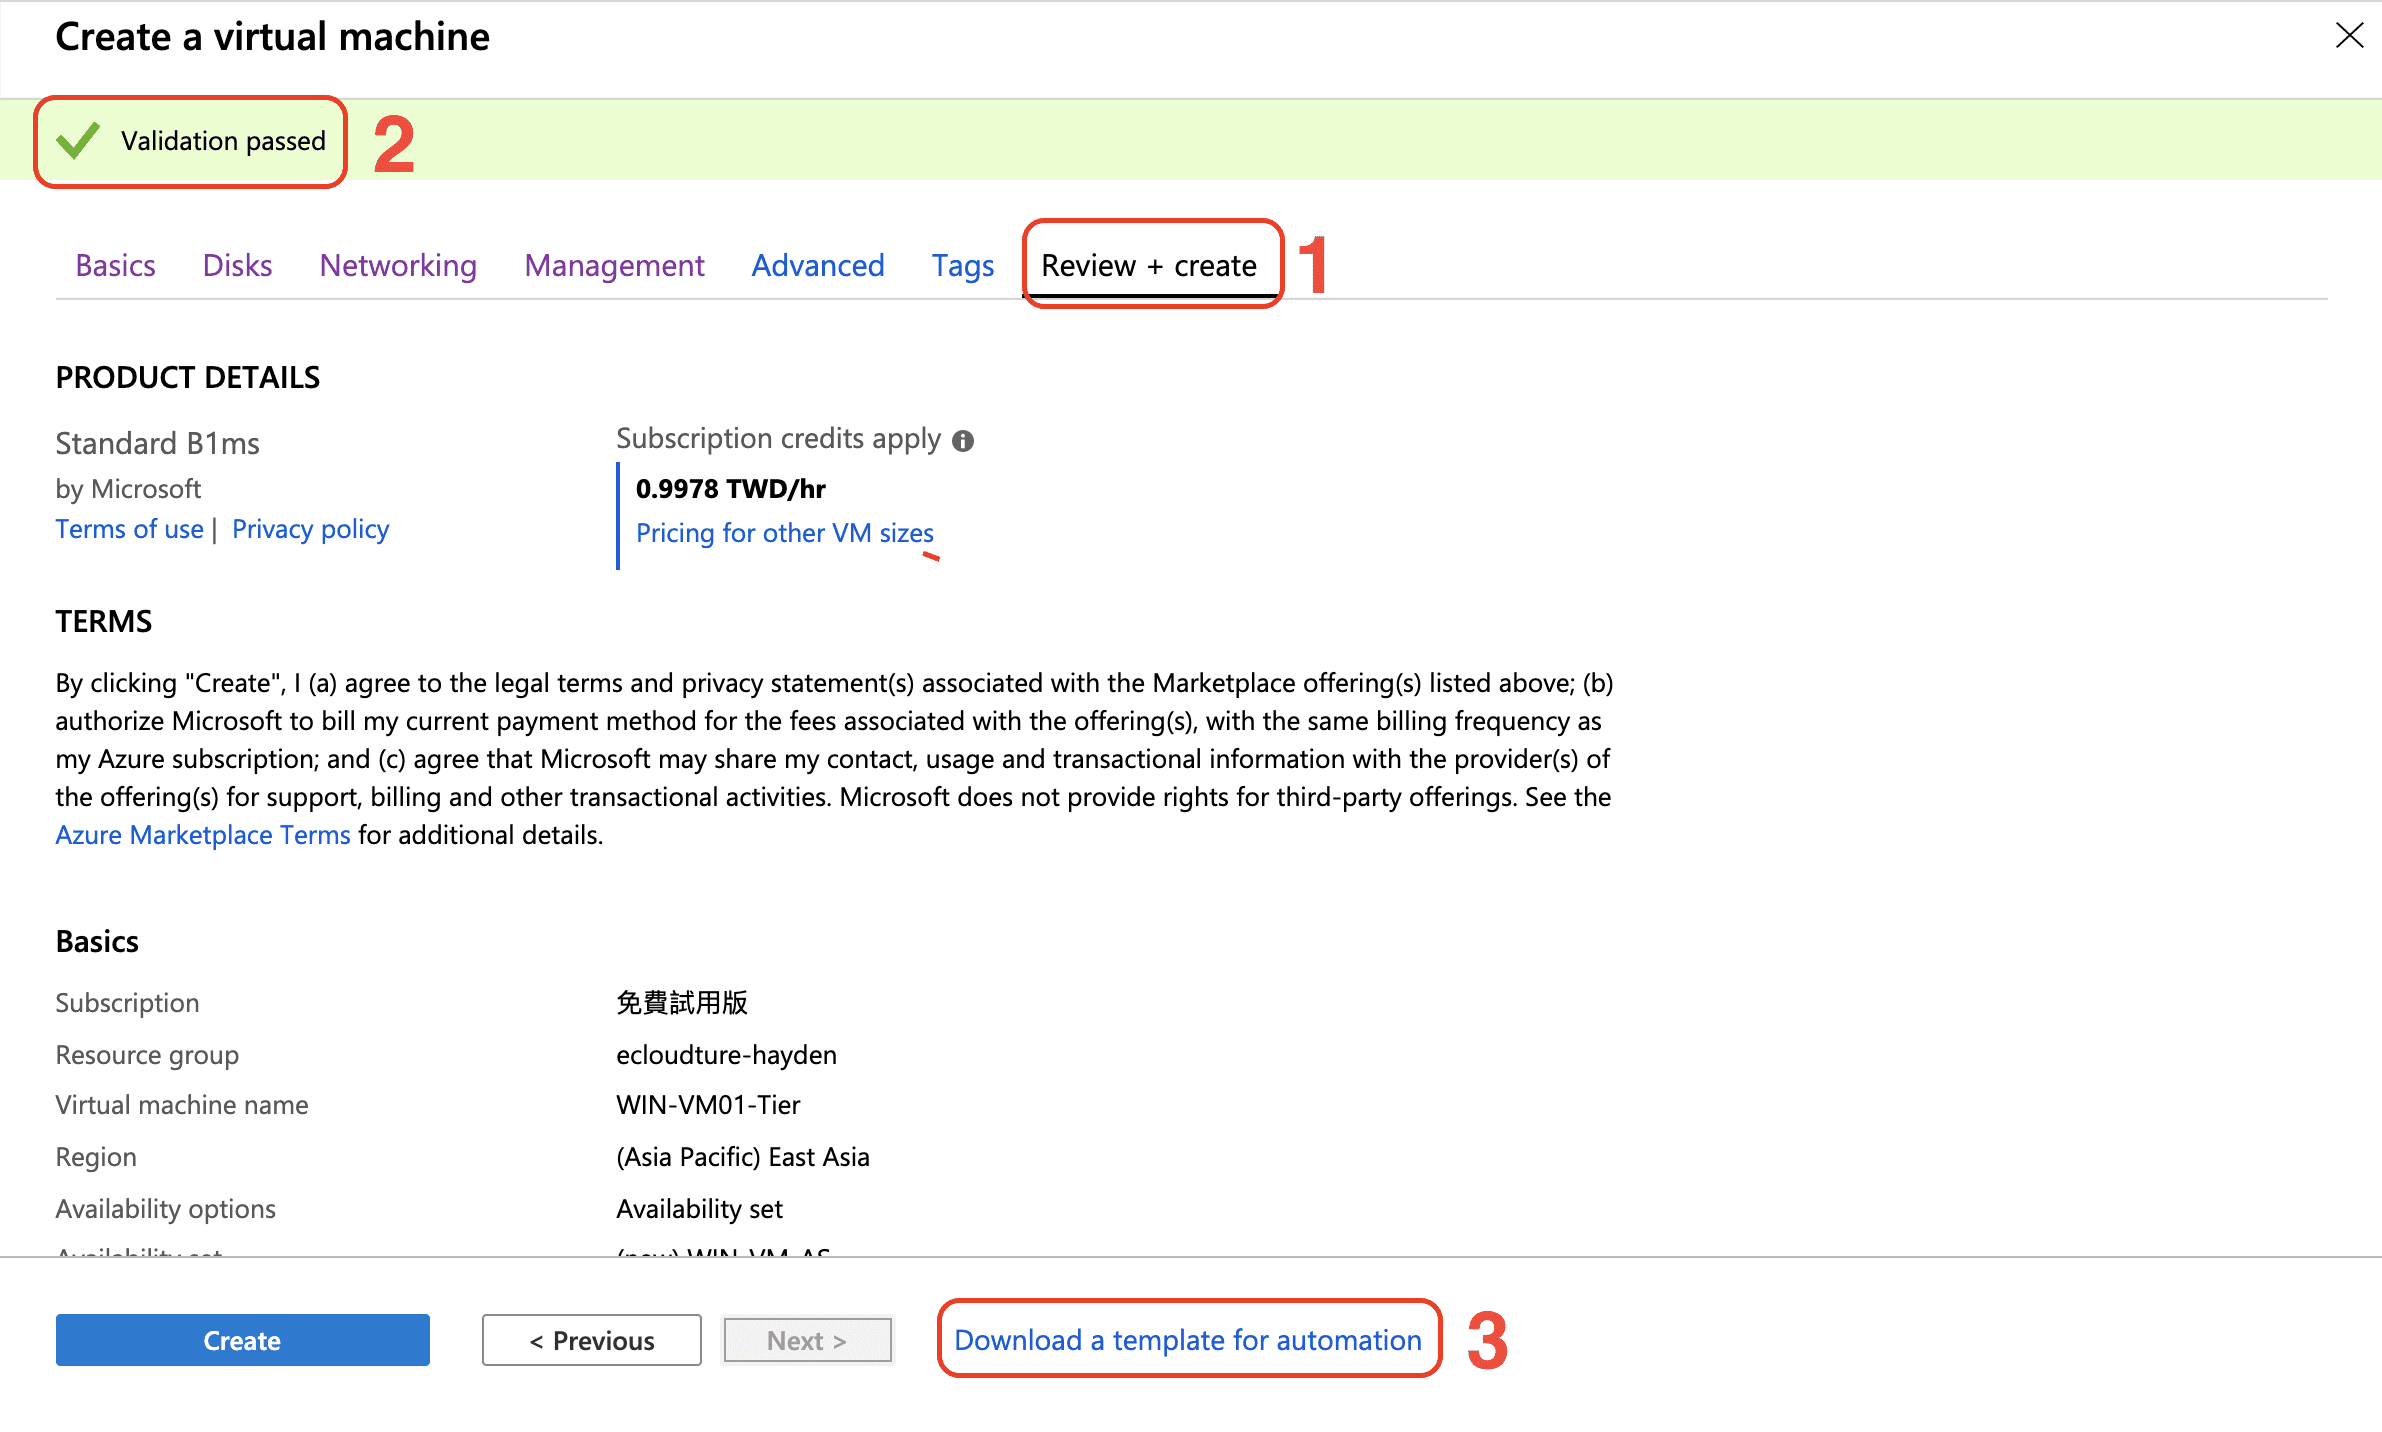 Create a virtual machine
Validation passed 2
Basics Disks Networking Management Advanced Tags Review + create 1
PRODUCT DETAILS
Standard B1ms
by Microsoft
Terms of use | Privacy policy
Subscription credits apply
0.9978 TWD/hr
Pricing for other VM sizes
TERMS
By clicking "Create", I (a) agree to the legal terms and privacy statement(s) associated with the Marketplace offering(s) listed above; (b)
authorize Microsoft to bill my current payment method for the fees associated with the offering(s), with the same billing frequency as
my Azure subscription; and (c) agree that Microsoft may share my contact, usage and transactional information with the provider(s) of
the offering(s) for support, billing and other transactional activities. Microsoft does not provide rights for third-party offerings. See the
Azure Marketplace Terms for additional details.
Basics
Subscription 免費試用版
Resource group ecloudture-hayden
Virtual machine name WIN-VM01-Tier
Region (Asia Pacific) East Asia
Availability options Availability set
Availability set (new) WIN-VM-AS
Create < Previous Next > Download a template for automation 3